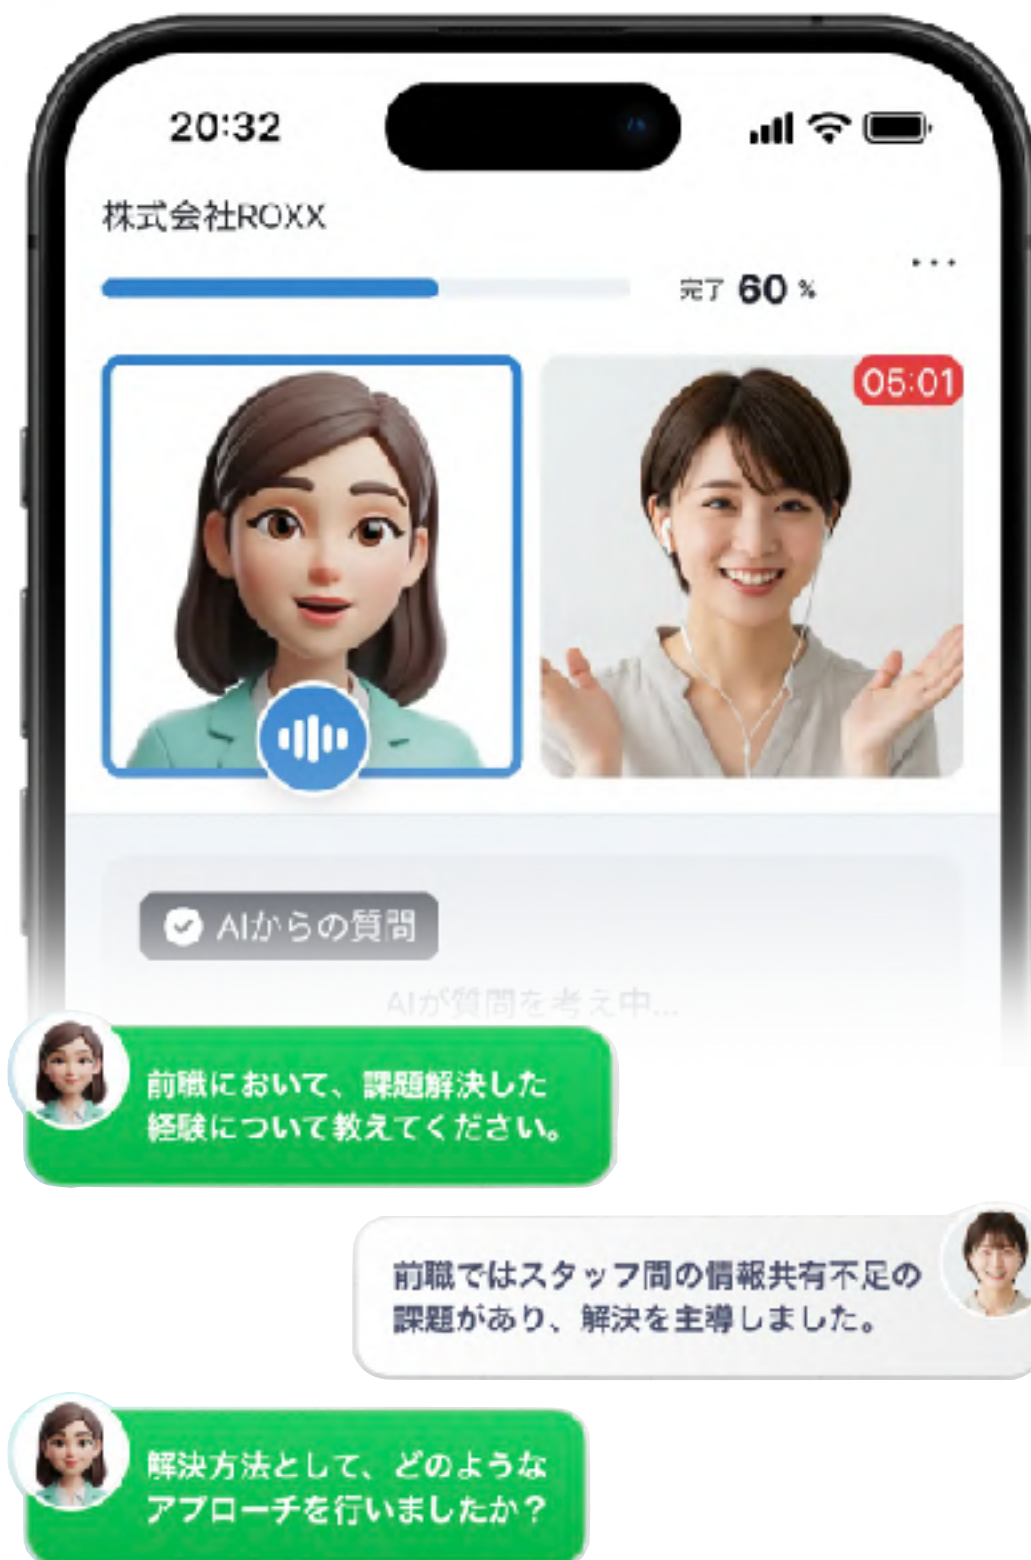 20:32
株式会社ROXX
完了 60 %
05:01
AIからの質問
AIが質問を考え中...
前職において、課題解決した
経験について教えてください。
前職ではスタッフ間の情報共有不足の
課題があり、解決を主導しました。
解決方法として、どのような
アプローチを行いましたか？